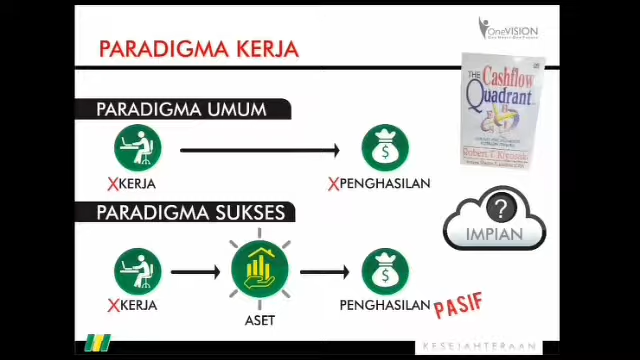 OneVISION
PARADIGMA KERJA
THE Cashflow
Quadrant
Robert T. Kiyosaki
PARADIGMA UMUM
XKERJA
XPENGHASILAN
PARADIGMA SUKSES
?
IMPIAN
XKERJA
ASET
PENGHASILAN PASIF
KESEJAHTERAAN